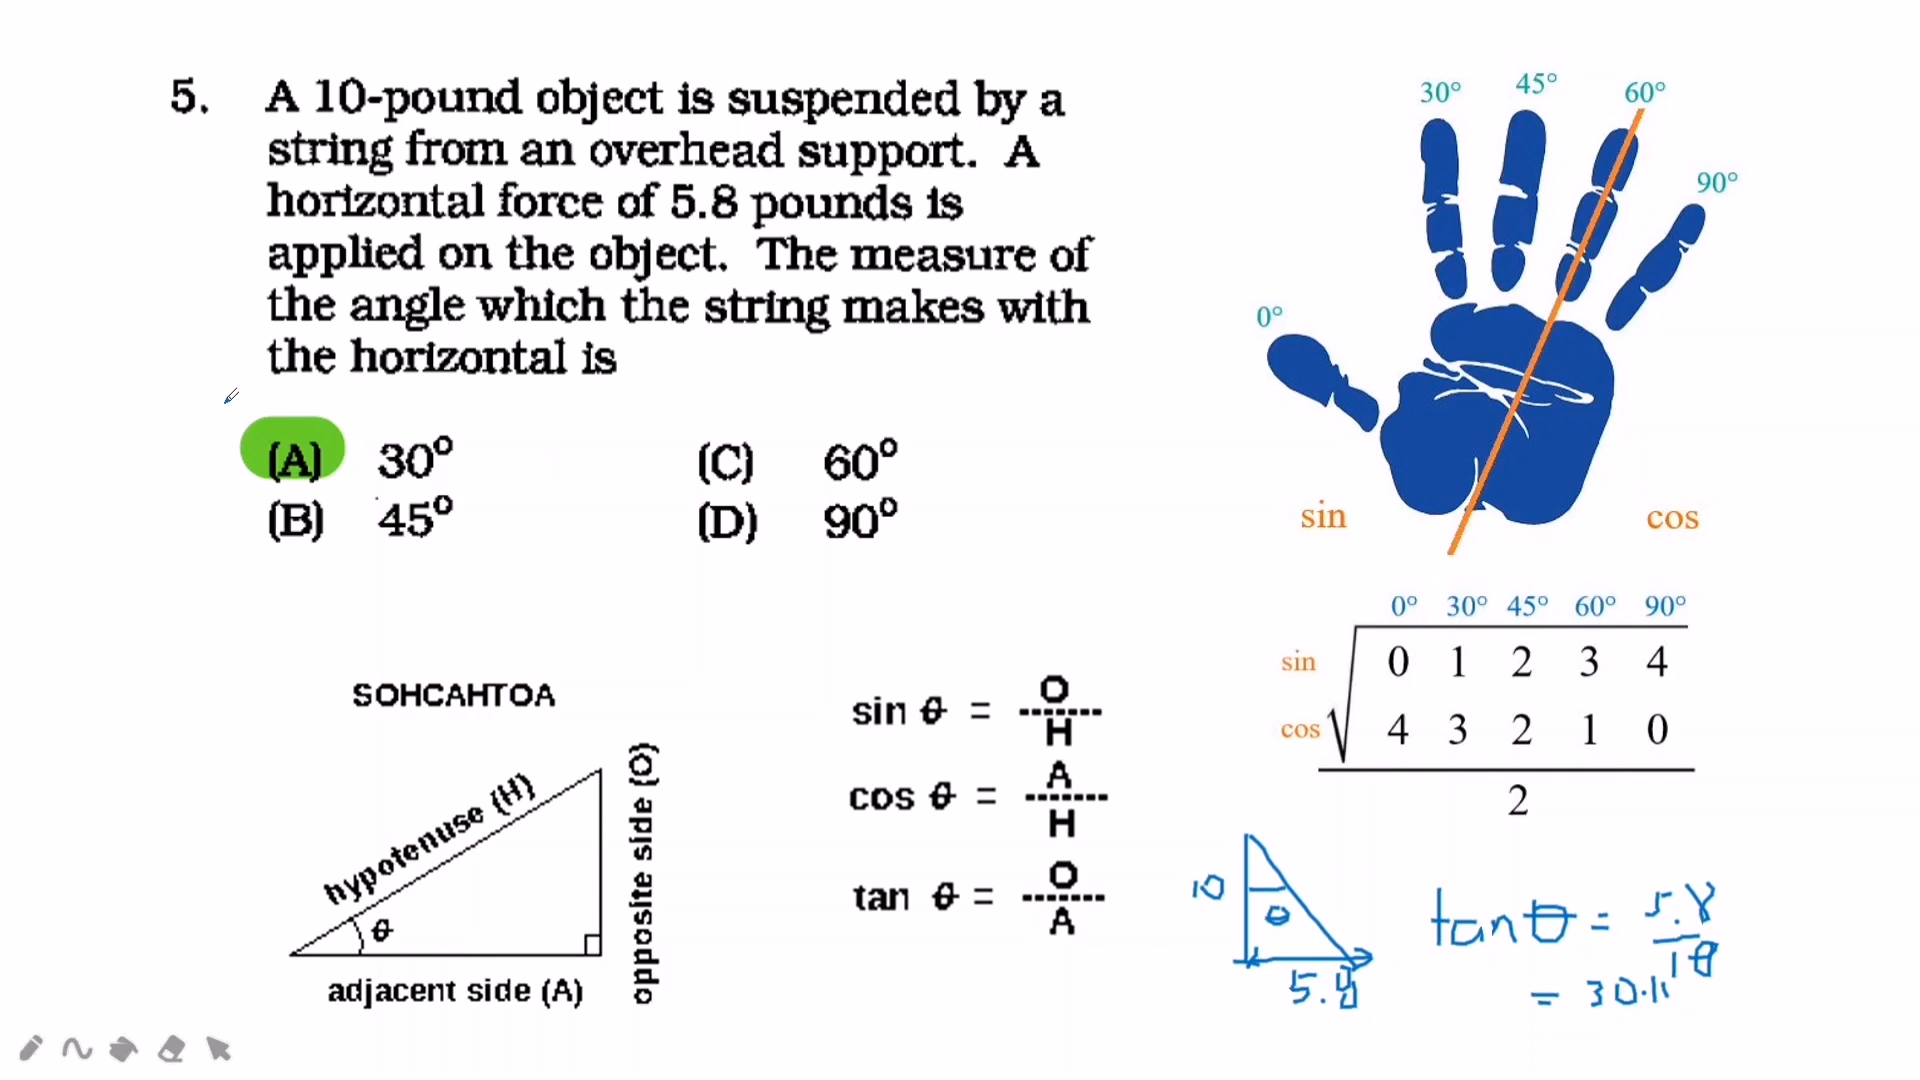 5. A 10-pound object is suspended by a
string from an overhead support. A
horizontal force of 5.8 pounds is
applied on the object. The measure of
the angle which the string makes with
the horizontal is
(A) 30° (C) 60°
(B) 45° (D) 90°
30° 45° 60°
90°
0°
sin cos
0° 30° 45° 60° 90°
sin 0 1 2 3 4
cos √ 4 3 2 1 0
2
SOHCAHTOA
hypotenuse (H)
opposite side (O)
θ
adjacent side (A)
sin θ = O
H
cos θ = A
H
tan θ = O
A
10
θ
5.8
tan θ = 5.8
10
= 30.11